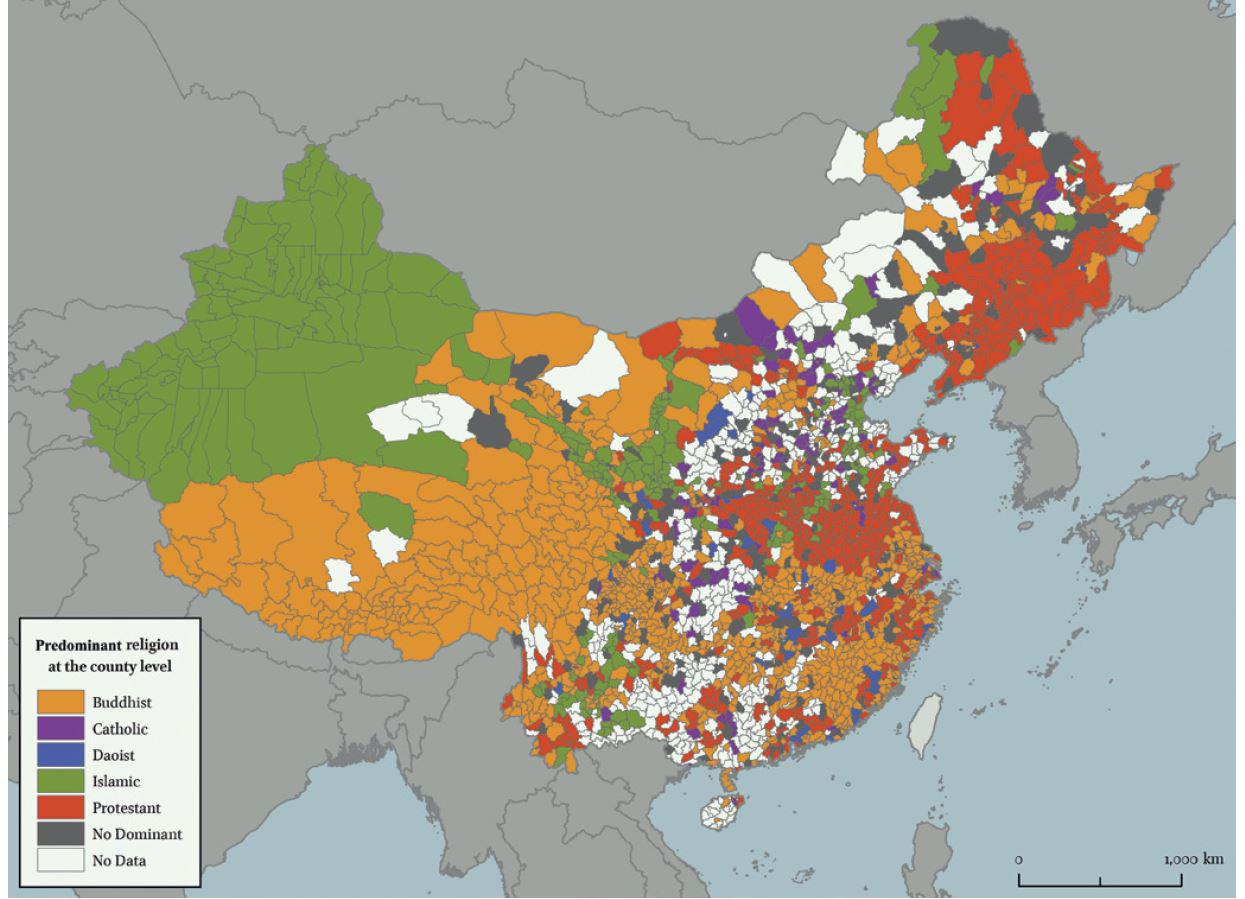 Predominant religion
at the county level
Buddhist
Catholic
Daoist
Islamic
Protestant
No Dominant
No Data
0 1,000 km